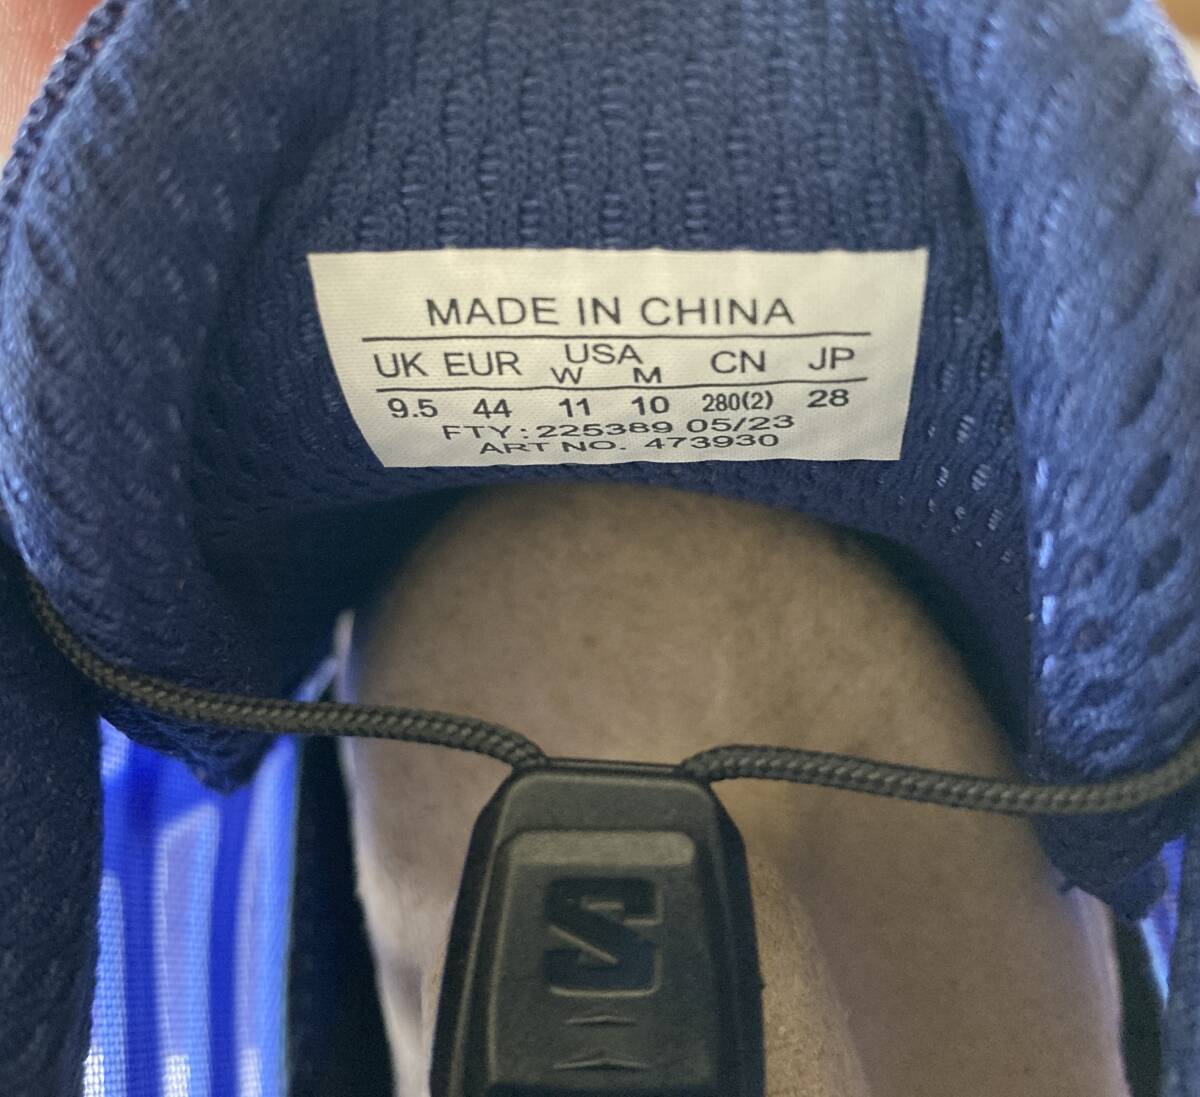 MADE IN CHINA
UK EUR USA W M CN JP
9.5 44 11 10 280(2) 28
FTY: 225389 05/23
ART NO. 473930
S